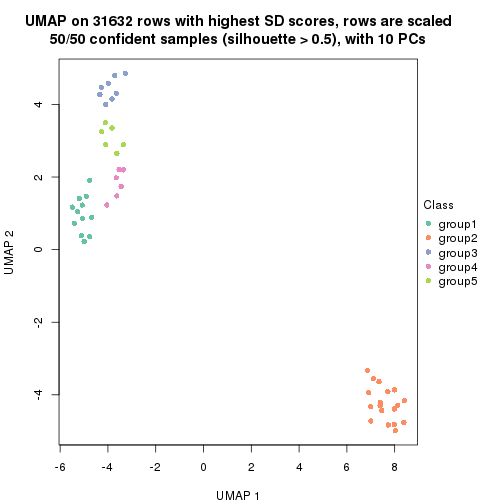 UMAP on 31632 rows with highest SD scores, rows are scaled
50/50 confident samples (silhouette > 0.5), with 10 PCs
4
2
0
-2
-4
UMAP 2
-6
-4
-2
0
2
4
6
8
UMAP 1
Class
group1
group2
group3
group4
group5